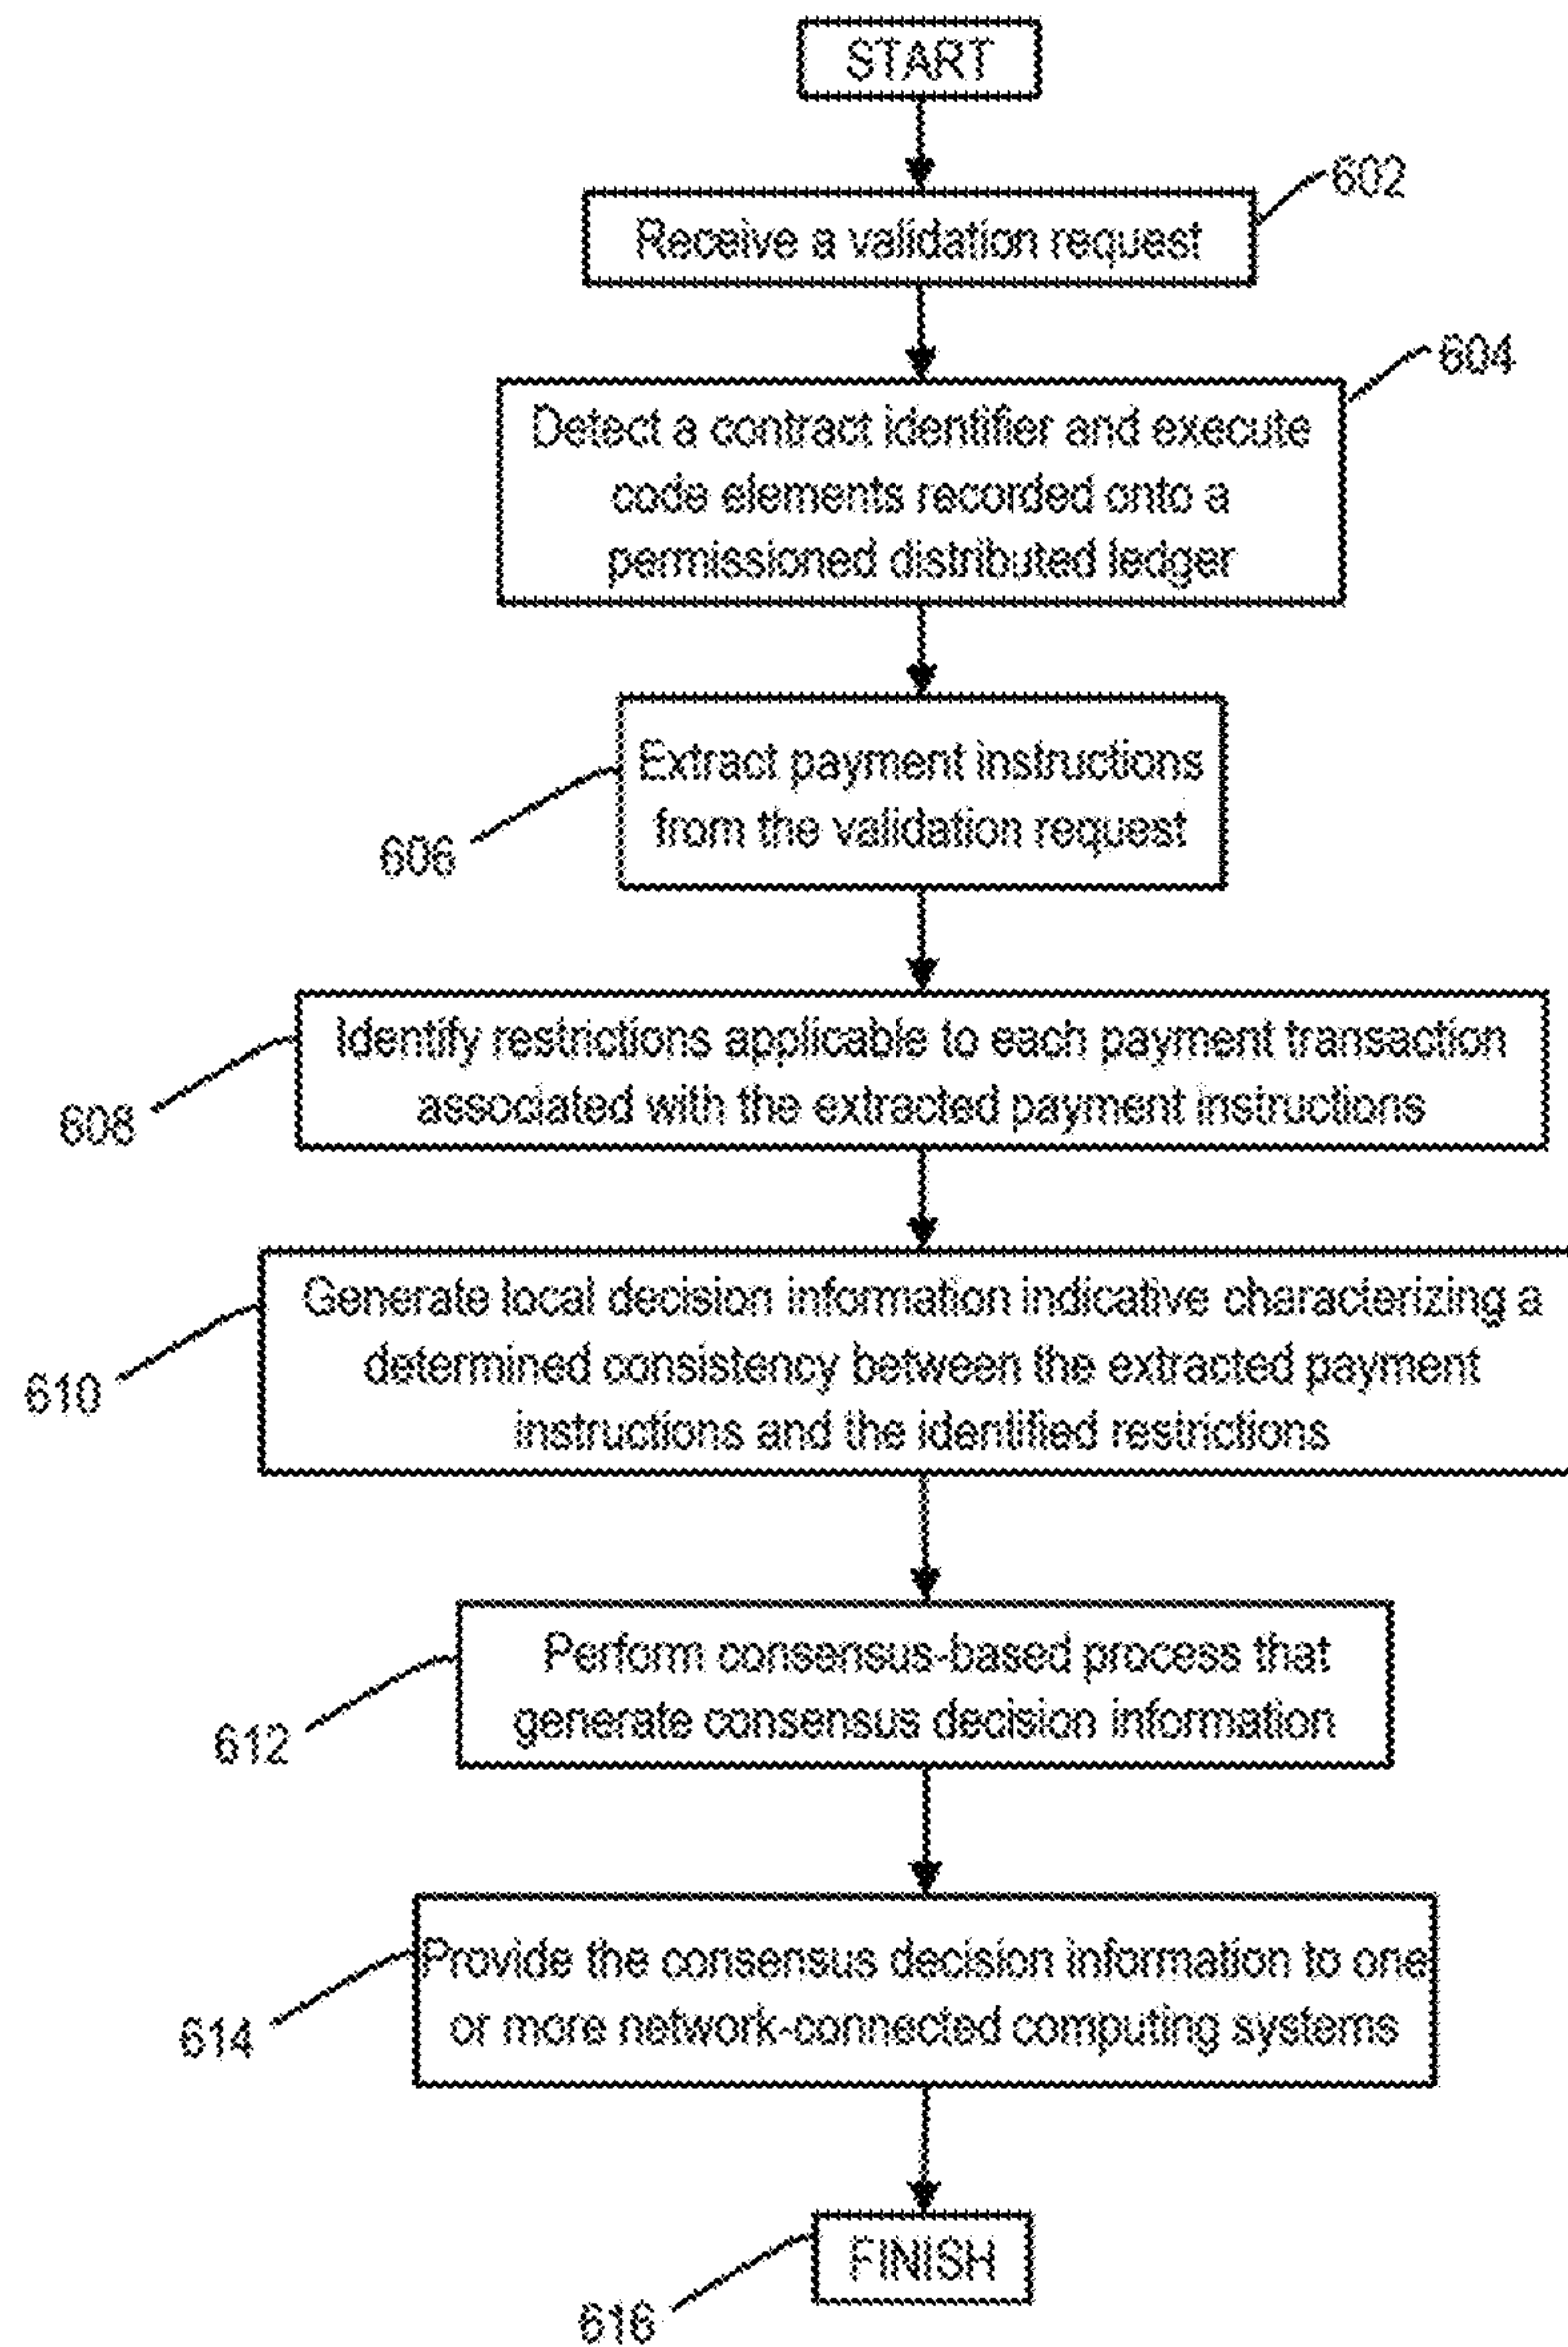 START
602
Receive a validation request
604
Detect a contract identifier and execute
code elements recorded onto a
permissioned distributed ledger
Extract payment instructions
from the validation request
606
Identify restrictions applicable to each payment transaction
associated with the extracted payment instructions
608
Generate local decision information indicative characterizing a
determined consistency between the extracted payment
instructions and the identified restrictions
610
Perform consensus-based process that
generate consensus decision information
612
Provide the consensus decision information to one
or more network-connected computing systems
614
FINISH
616